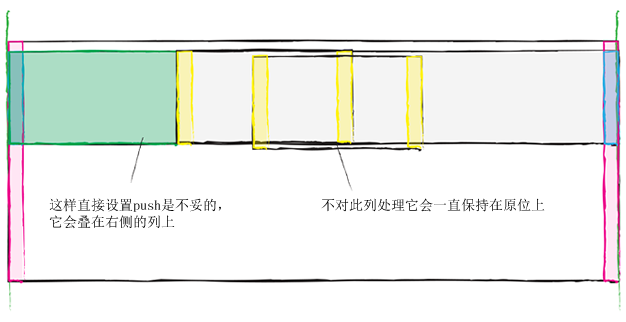 这样直接设置push是不妥的，
它会叠在右侧的列上
不对此列处理它会一直保持在原位上